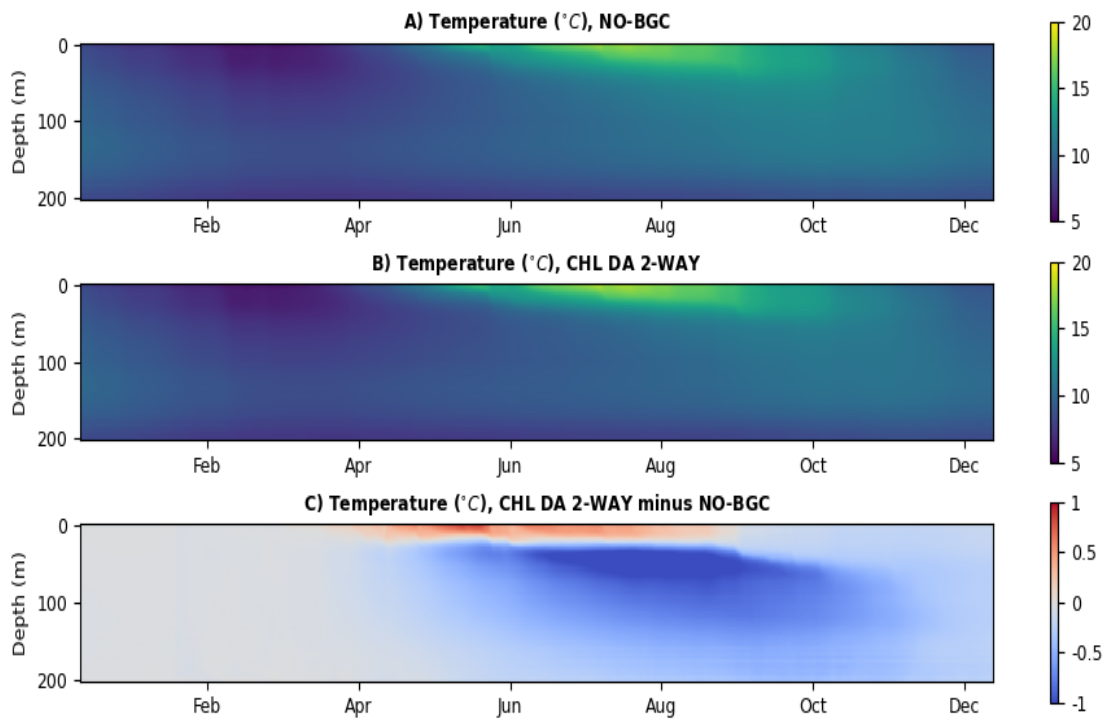 A) Temperature (°C), NO-BGC
0
100
200
Depth (m)
Feb Apr Jun Aug Oct Dec
20
15
10
5
B) Temperature (°C), CHL DA 2-WAY
0
100
200
Depth (m)
Feb Apr Jun Aug Oct Dec
20
15
10
5
C) Temperature (°C), CHL DA 2-WAY minus NO-BGC
0
100
200
Depth (m)
Feb Apr Jun Aug Oct Dec
1
0.5
0
-0.5
-1